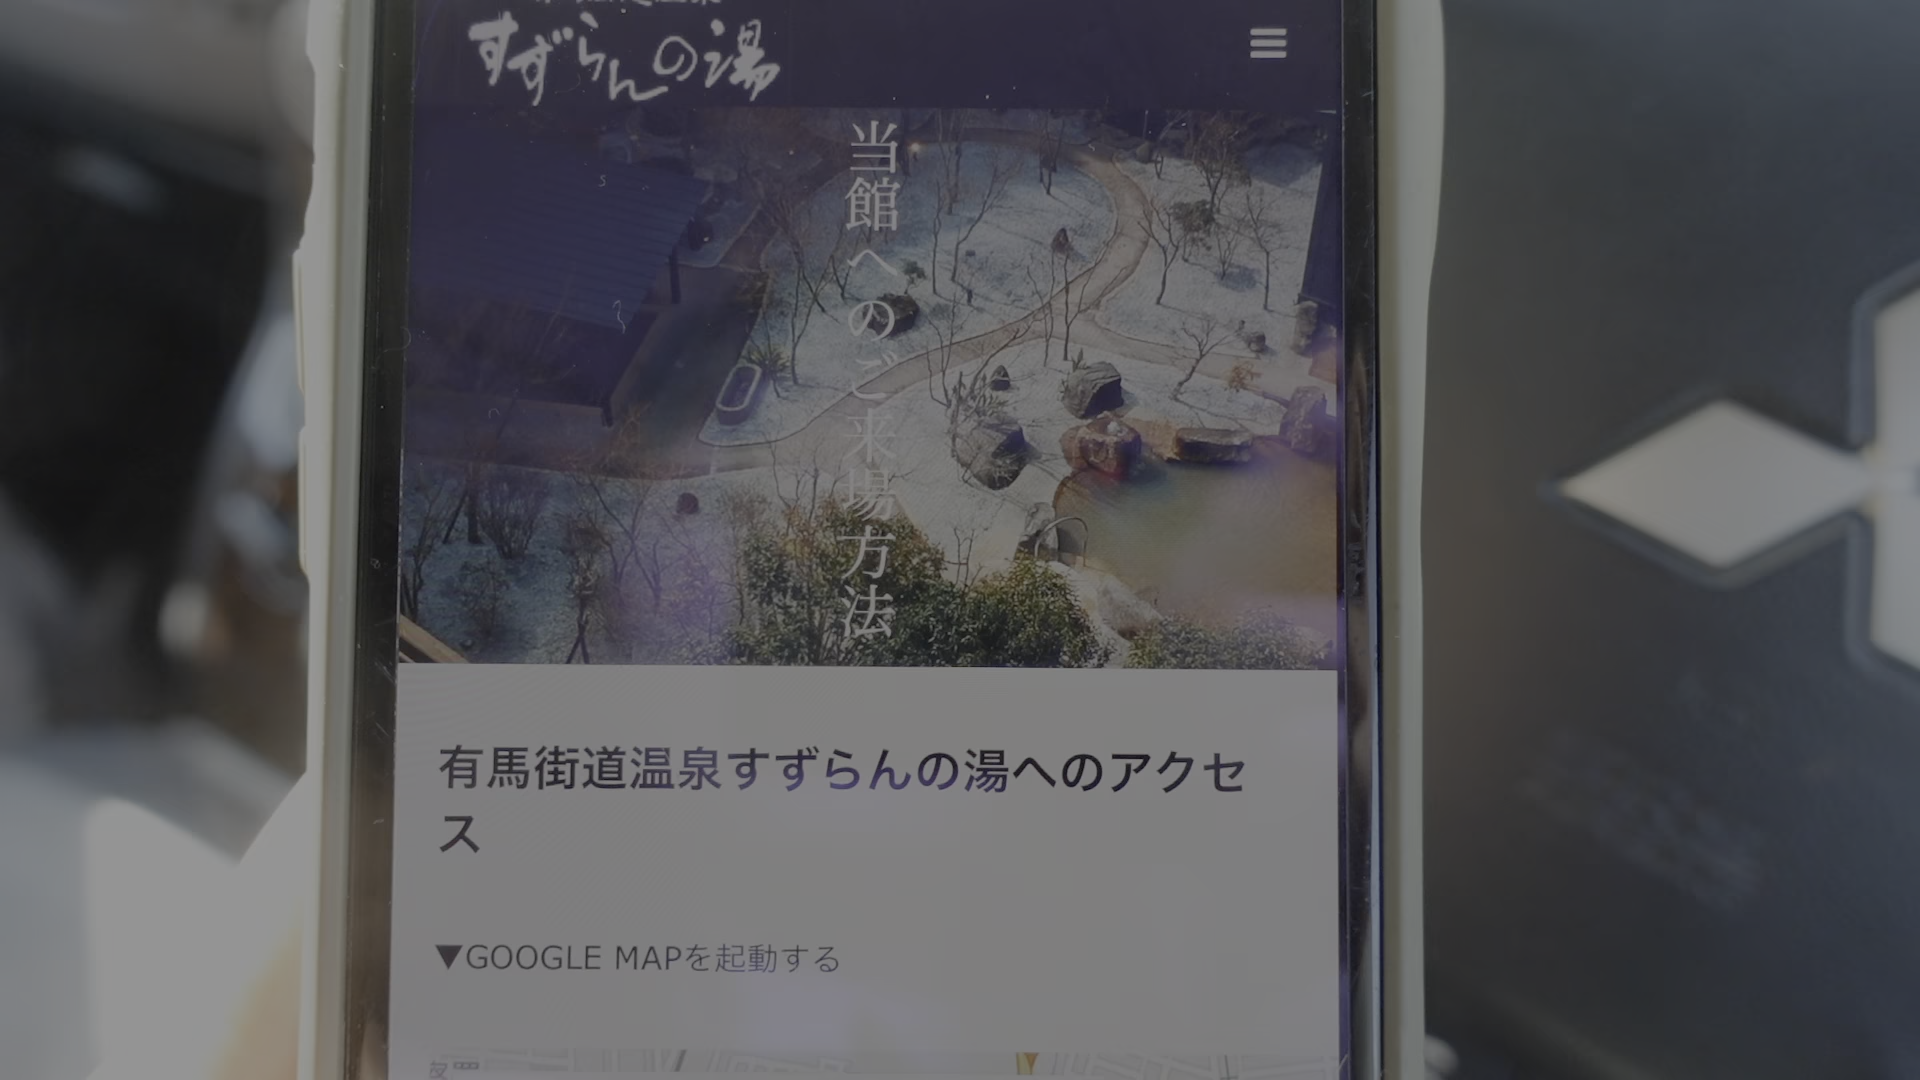 すずらんの湯
当館へのご来場方法
有馬街道温泉すずらんの湯へのアクセ
ス
▼GOOGLE MAPを起動する